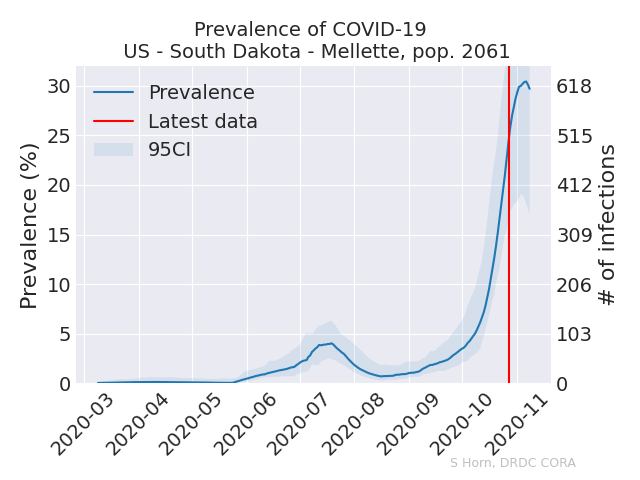 Prevalence of COVID-19
US - South Dakota - Mellette, pop. 2061
Prevalence
Latest data
95CI
Prevalence (%)
30
25
20
15
10
5
0
618
515
412
309
206
103
0
# of infections
2020-03
2020-04
2020-05
2020-06
2020-07
2020-08
2020-09
2020-10
2020-11
S Horn, DRDC CORA